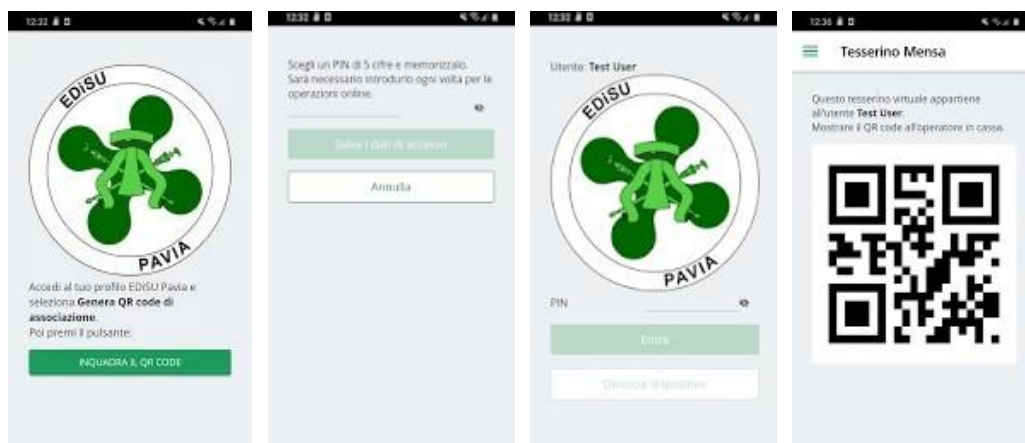 12:32
EDiSU
PAVIA
Accedi al tuo profilo EDiSU Pavia e
seleziona Genera QR code di
associazione.
Poi premi il pulsante:
INQUADRA IL QR CODE
12:32
Scegli un PIN di 5 cifre e memorizzalo.
Sarà necessario introdurlo ogni volta per le
operazioni online.
Salva i dati di accesso
Annulla
12:32
Utente: Test User
EDiSU
PAVIA
PIN
Entra
Dissocia dispositivo
12:36
Tesserino Mensa
Questo tesserino virtuale appartiene
all'utente Test User.
Mostrare il QR code all'operatore in cassa.